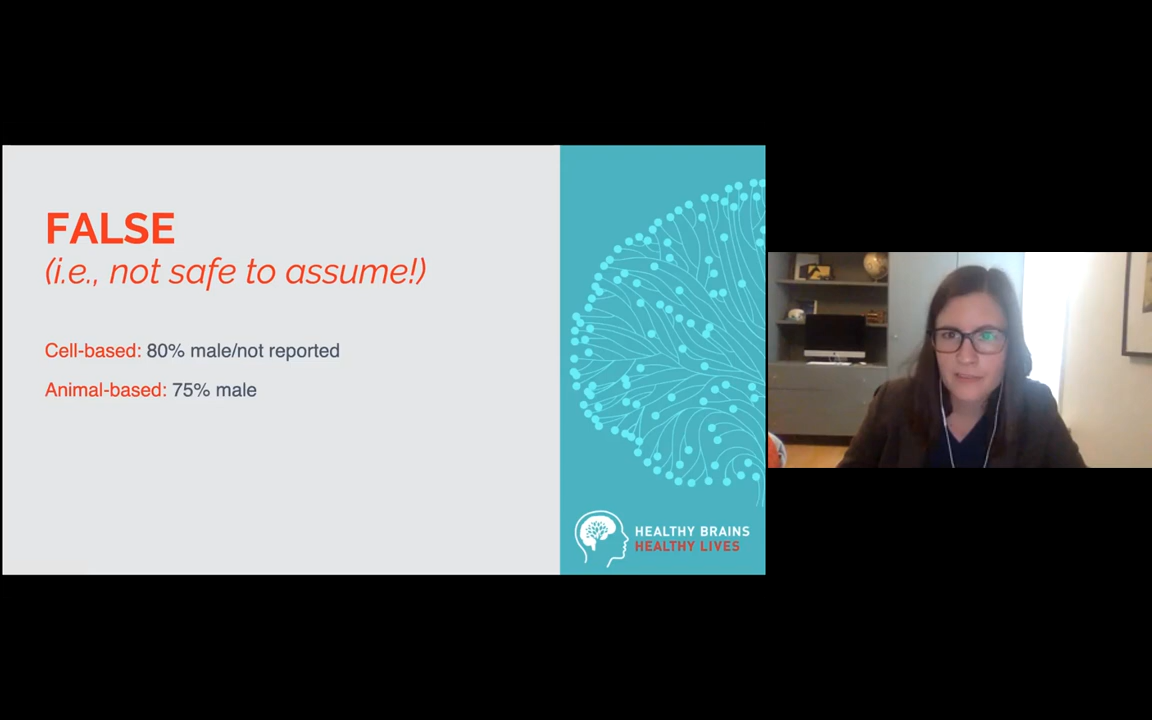 FALSE
(i.e., not safe to assume!)
Cell-based: 80% male/not reported
Animal-based: 75% male
HEALTHY BRAINS
HEALTHY LIVES